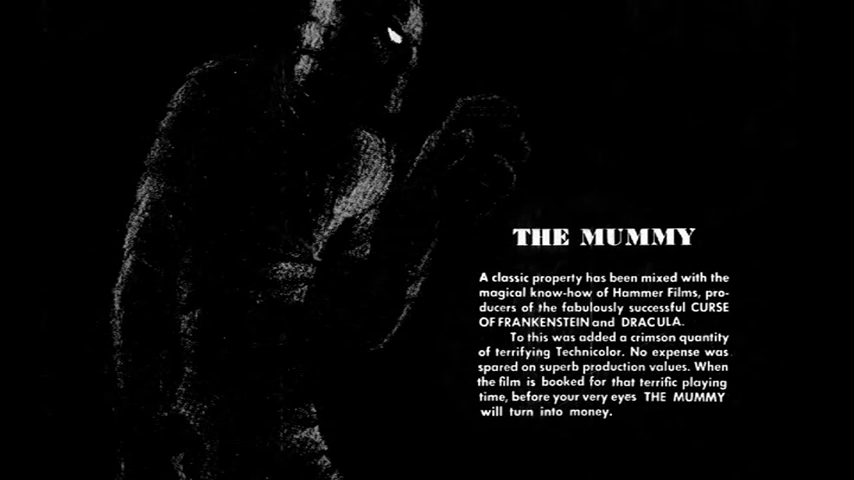 THE MUMMY
A classic property has been mixed with the
magical know-how of Hammer Films, pro-
ducers of the fabulously successful CURSE
OF FRANKENSTEIN and DRACULA.
To this was added a crimson quantity
of terrifying Technicolor. No expense was
spared on superb production values. When
the film is booked for that terrific playing
time, before your very eyes THE MUMMY
will turn into money.